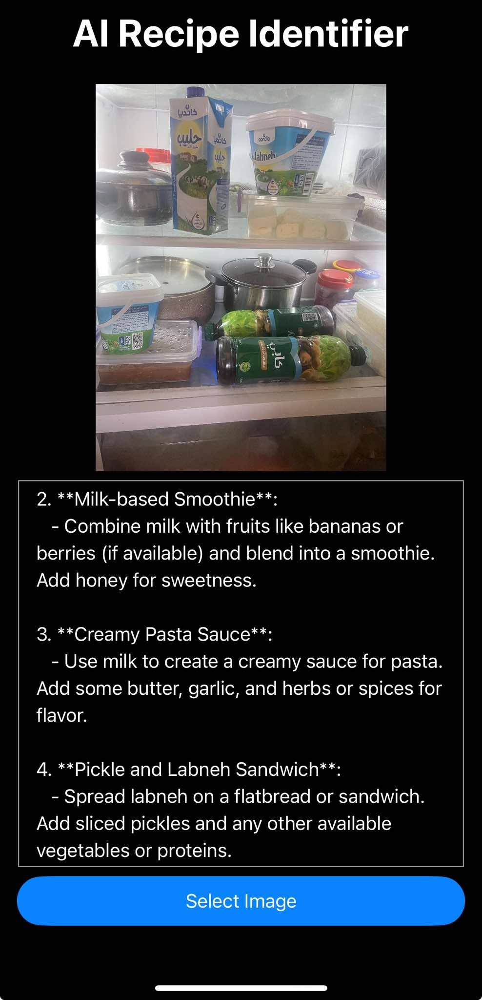 AI Recipe Identifier
كانديا
حليب
كانديا
حليب
candia
labneh
كابي
2. **Milk-based Smoothie**:
- Combine milk with fruits like bananas or
berries (if available) and blend into a smoothie.
Add honey for sweetness.
3. **Creamy Pasta Sauce**:
- Use milk to create a creamy sauce for pasta.
Add some butter, garlic, and herbs or spices for
flavor.
4. **Pickle and Labneh Sandwich**:
- Spread labneh on a flatbread or sandwich.
Add sliced pickles and any other available
vegetables or proteins.
Select Image